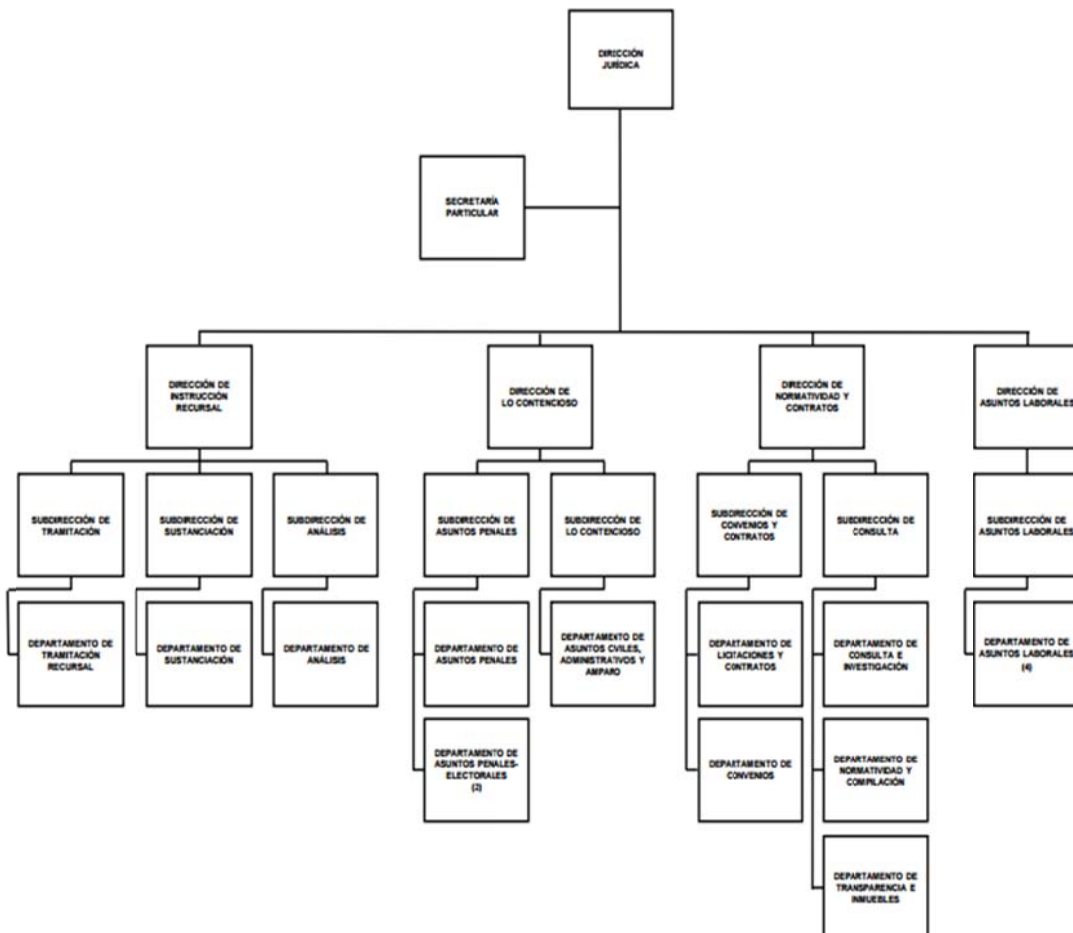 DIRECCIÓN
JURÍDICA
SECRETARÍA
PARTICULAR
DIRECCIÓN DE
INSTRUCCIÓN
RECURSAL
DIRECCIÓN DE
LO CONTENCIOSO
DIRECCIÓN DE
NORMATIVIDAD Y
CONTRATOS
DIRECCIÓN DE
ASUNTOS LABORALES
SUBDIRECCIÓN DE
TRAMITACIÓN
SUBDIRECCIÓN DE
SUSTANCIACIÓN
SUBDIRECCIÓN DE
ANÁLISIS
SUBDIRECCIÓN DE
ASUNTOS PENALES
SUBDIRECCIÓN DE
LO CONTENCIOSO
SUBDIRECCIÓN DE
CONVENIOS Y
CONTRATOS
SUBDIRECCIÓN DE
CONSULTA
SUBDIRECCIÓN DE
ASUNTOS LABORALES
DEPARTAMENTO DE
TRAMITACIÓN
RECURSAL
DEPARTAMENTO DE
SUSTANCIACIÓN
DEPARTAMENTO DE
ANÁLISIS
DEPARTAMENTO DE
ASUNTOS PENALES
DEPARTAMENTO DE
ASUNTOS CVILES,
ADMINISTRATIVOS Y
AMPARO
DEPARTAMENTO DE
LICITACIONES Y
CONTRATOS
DEPARTAMENTO DE
CONSULTA E
INVESTIGACIÓN
DEPARTAMENTO DE
ASUNTOS LABORALES
(4)
DEPARTAMENTO DE
ASUNTOS PENALES-
ELECTORALES
(2)
DEPARTAMENTO DE
CONVENIOS
DEPARTAMENTO DE
NORMATIVIDAD Y
COMPILACIÓN
DEPARTAMENTO DE
TRANSPARENCIA E
INMUEBLES